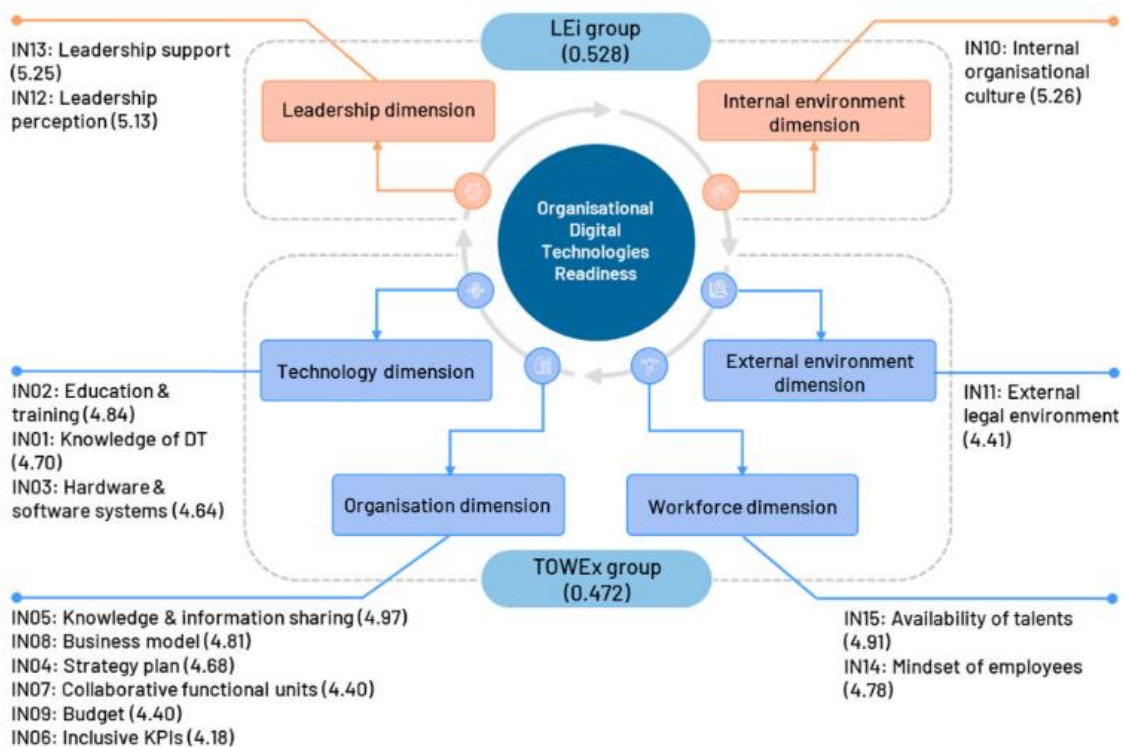 LEi group
(0.528)
IN13: Leadership support
(5.25)
IN12: Leadership
perception (5.13)
Leadership dimension
Internal environment
dimension
IN10: Internal
organisational
culture (5.26)
Organisational
Digital
Technologies
Readiness
Technology dimension
External environment
dimension
IN02: Education &
training (4.84)
IN01: Knowledge of DT
(4.70)
IN03: Hardware &
software systems (4.64)
IN11: External
legal environment
(4.41)
Organisation dimension
Workforce dimension
TOWEx group
(0.472)
IN05: Knowledge & information sharing (4.97)
IN08: Business model (4.81)
IN04: Strategy plan (4.68)
IN07: Collaborative functional units (4.40)
IN09: Budget (4.40)
IN06: Inclusive KPIs (4.18)
IN15: Availability of talents
(4.91)
IN14: Mindset of employees
(4.78)